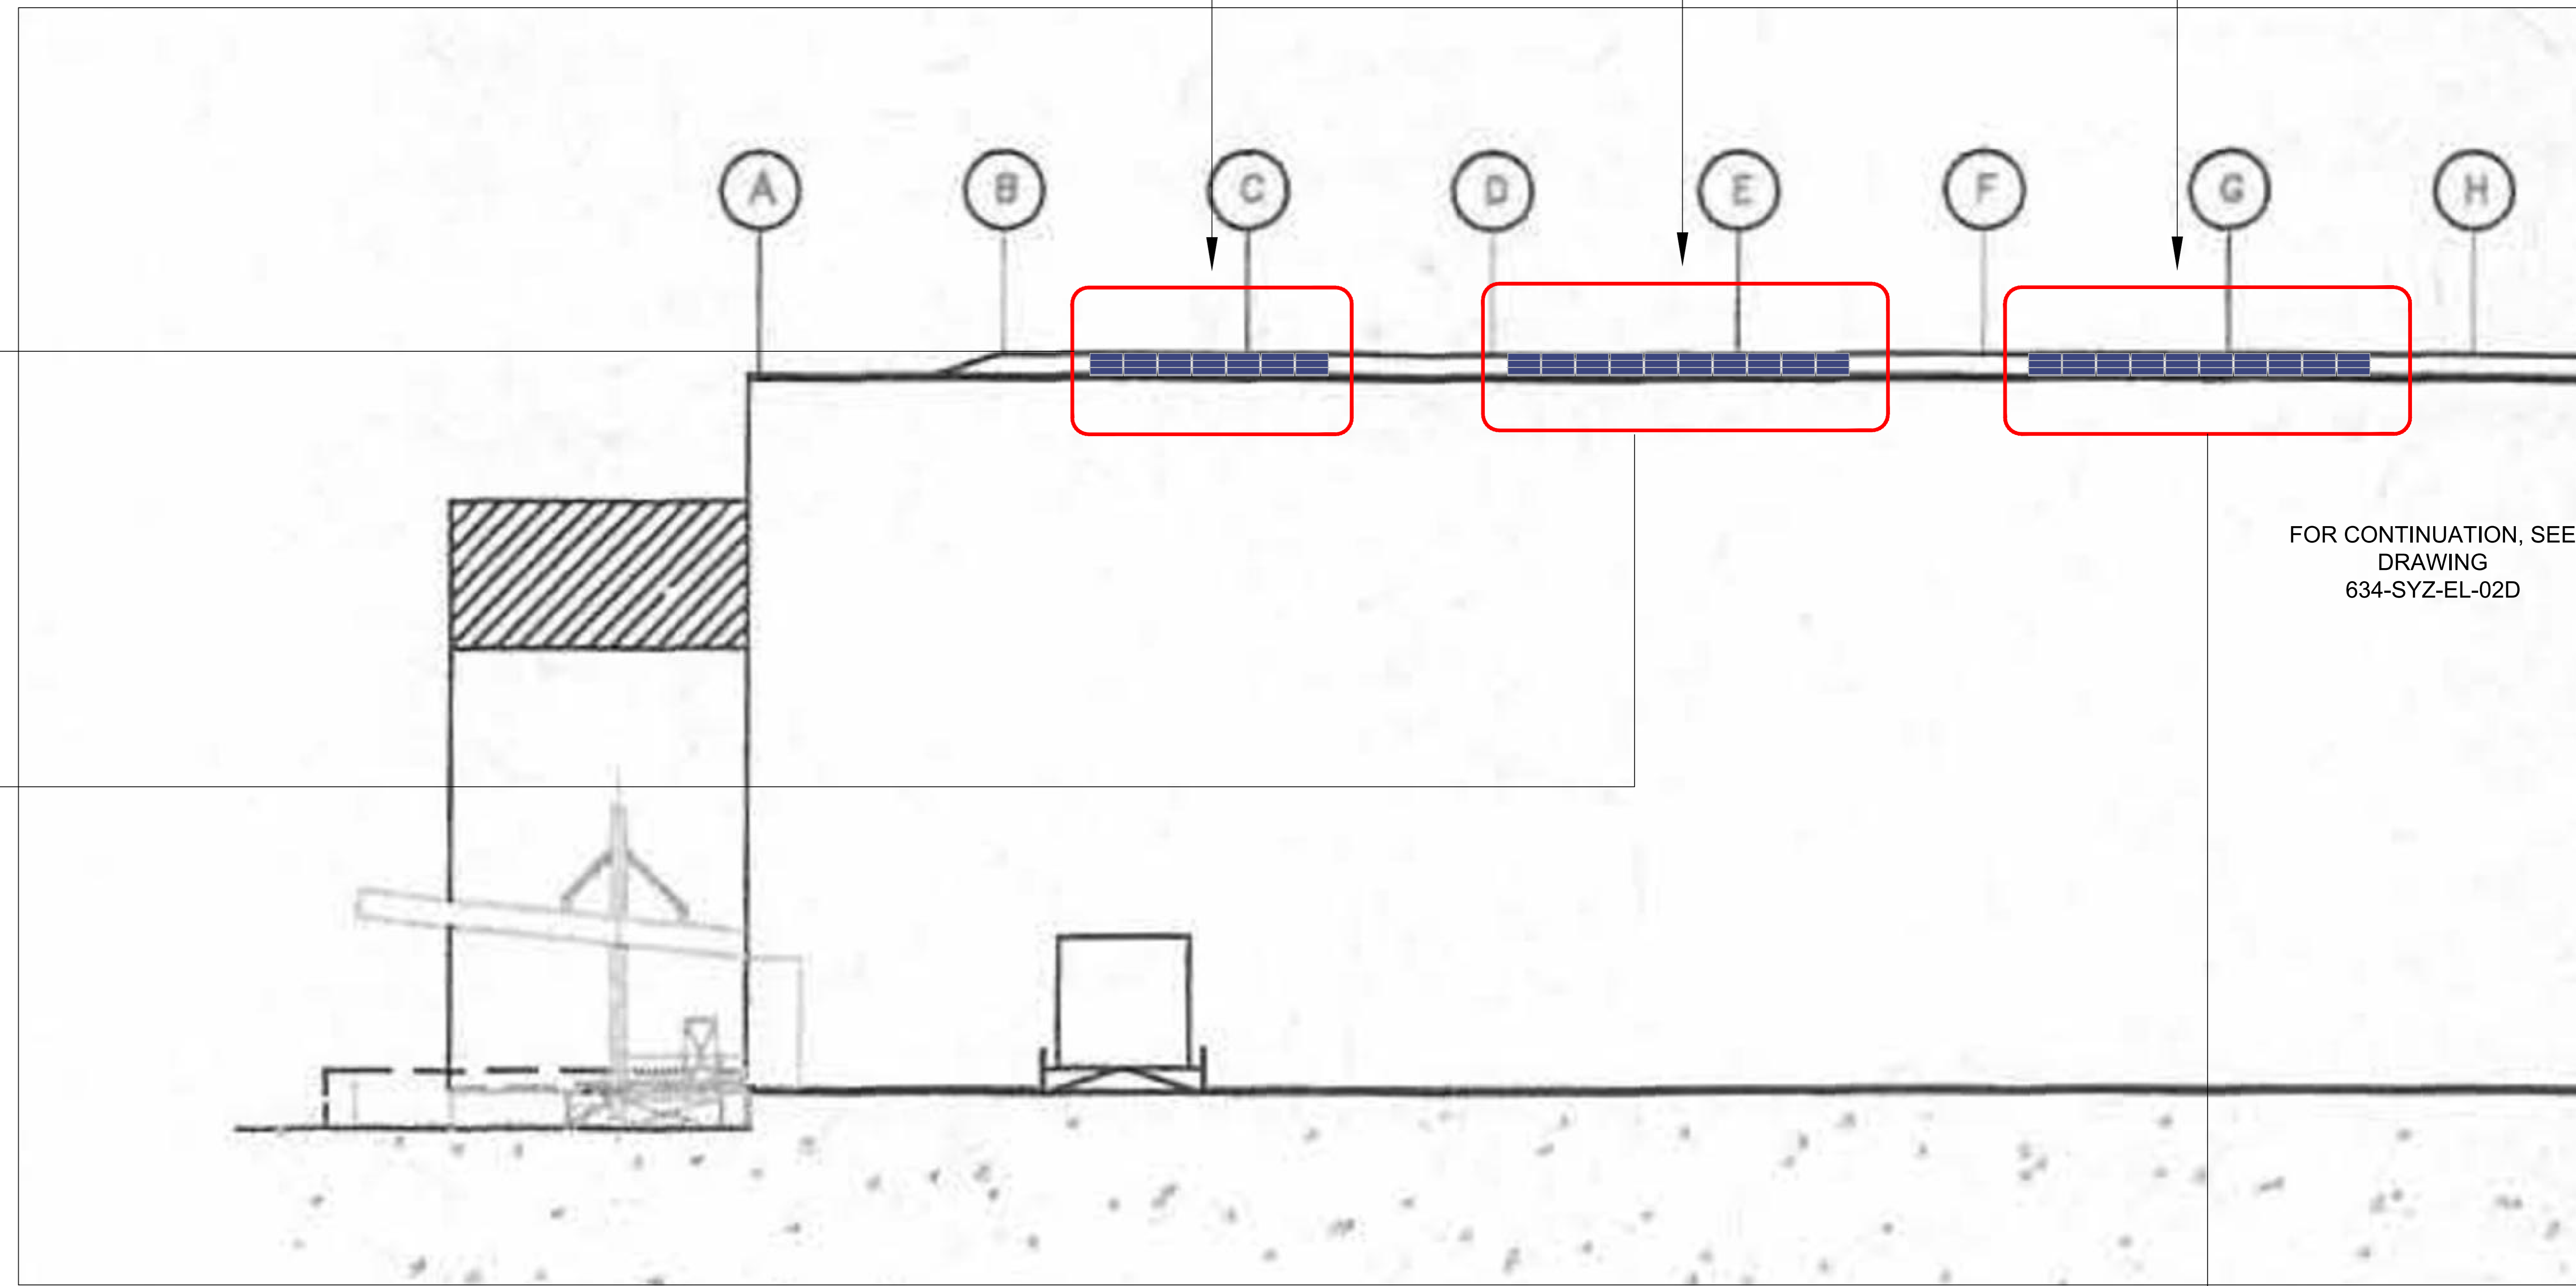 A B C D E F G H
FOR CONTINUATION, SEE
DRAWING
634-SYZ-EL-02D